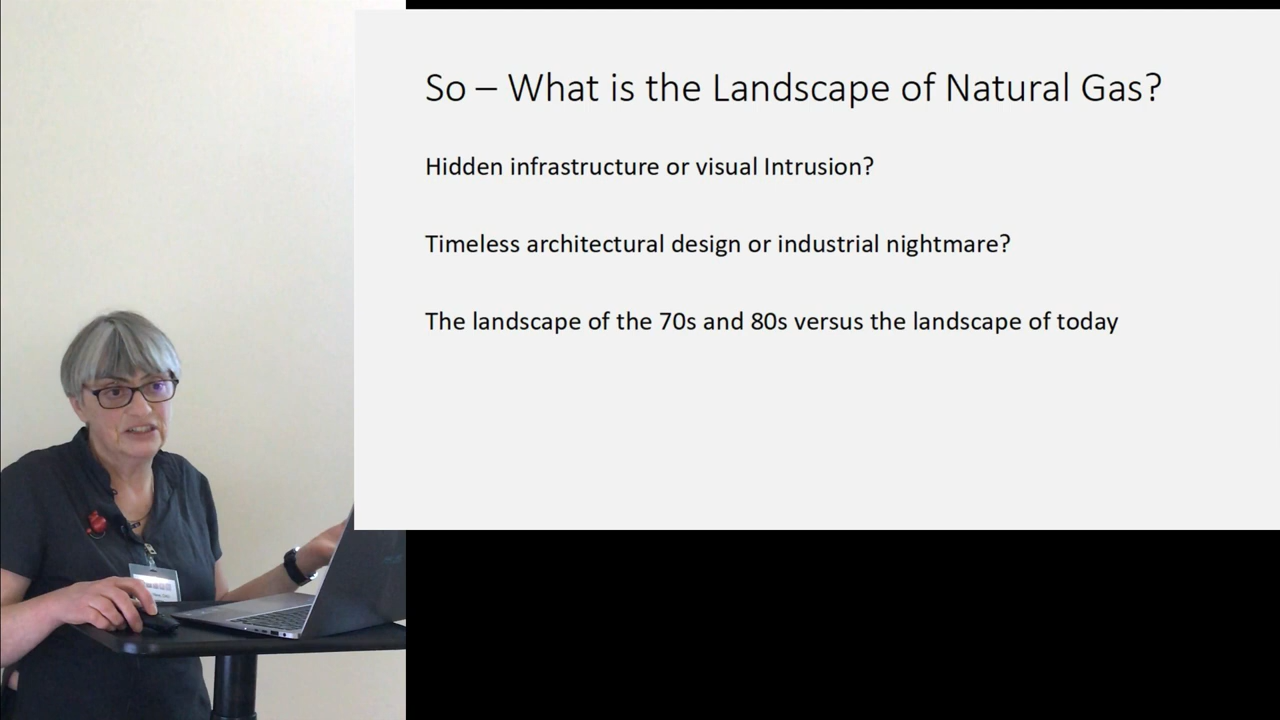 So – What is the Landscape of Natural Gas?
Hidden infrastructure or visual Intrusion?
Timeless architectural design or industrial nightmare?
The landscape of the 70s and 80s versus the landscape of today